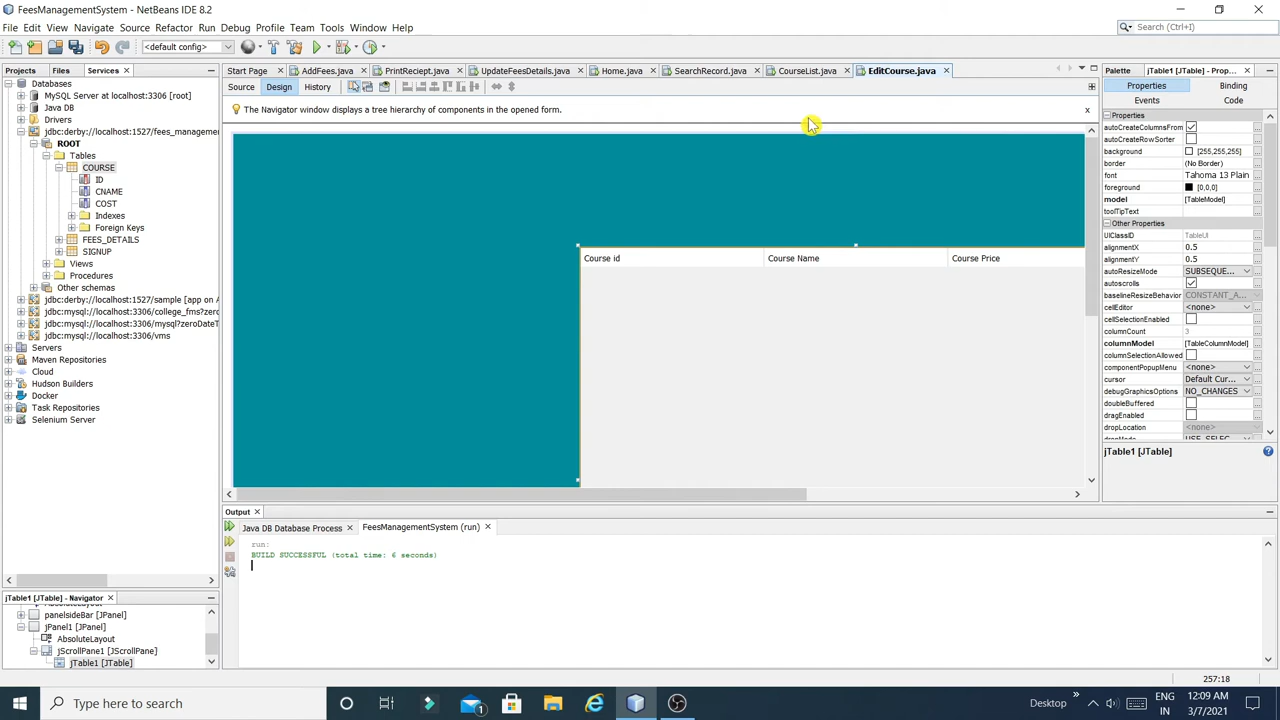 FeesManagementSystem - NetBeans IDE 8.2
File Edit View Navigate Source Refactor Run Debug Profile Team Tools Window Help
Search (Ctrl+I)
<default config>
Projects Files Services
Start Page AddFees.java PrintReciept.java UpdateFeesDetails.java Home.java SearchRecord.java CourseList.java EditCourse.java
Palette jTable1 [JTable] - Prop...
Source Design History
Properties Binding
Events Code
The Navigator window displays a tree hierarchy of components in the opened form.
Databases
MySQL Server at localhost:3306 [root]
Java DB
Drivers
jdbc:derby://localhost:1527/fees_manageme
ROOT
Tables
COURSE
ID
CNAME
COST
Indexes
Foreign Keys
FEES_DETAILS
SIGNUP
Views
Procedures
Other schemas
jdbc:derby://localhost:1527/sample [app on A
jdbc:mysql://localhost:3306/college_fms?zero
jdbc:mysql://localhost:3306/mysql?zeroDateT
jdbc:mysql://localhost:3306/vms
Servers
Maven Repositories
Cloud
Hudson Builders
Docker
Task Repositories
Selenium Server
Course id Course Name Course Price
Properties
autoCreateColumnsFrom
autoCreateRowSorter
background [255,255,255]
border (No Border)
font Tahoma 13 Plain
foreground [0,0,0]
model [TableModel]
toolTipText
Other Properties
UIClassID TableUI
alignmentX 0.5
alignmentY 0.5
autoResizeMode SUBSEQUE...
autoscrolls
baselineResizeBehavior CONSTANT_A...
cellEditor <none>
cellSelectionEnabled
columnCount 3
columnModel [TableColumnModel]
columnSelectionAllowed
componentPopupMenu <none>
cursor Default Cur...
debugGraphicsOptions NO_CHANGES
doubleBuffered
dragEnabled
dropLocation <none>
jTable1 [JTable]
Output
Java DB Database Process FeesManagementSystem (run)
run:
BUILD SUCCESSFUL (total time: 6 seconds)
jTable1 [JTable] - Navigator
panelsideBar [JPanel]
jPanel1 [JPanel]
AbsoluteLayout
jScrollPane1 [JScrollPane]
jTable1 [JTable]
257:18
Type here to search
1
Desktop
ENG
IN
12:09 AM
3/7/2021